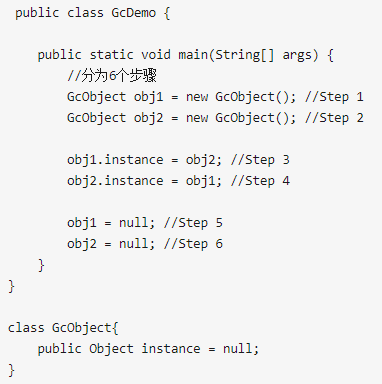 public class GcDemo {
    public static void main(String[] args) {
        //分为6个步骤
        GcObject obj1 = new GcObject(); //Step 1
        GcObject obj2 = new GcObject(); //Step 2
        obj1.instance = obj2; //Step 3
        obj2.instance = obj1; //Step 4
        obj1 = null; //Step 5
        obj2 = null; //Step 6
    }
}
class GcObject{
    public Object instance = null;
}